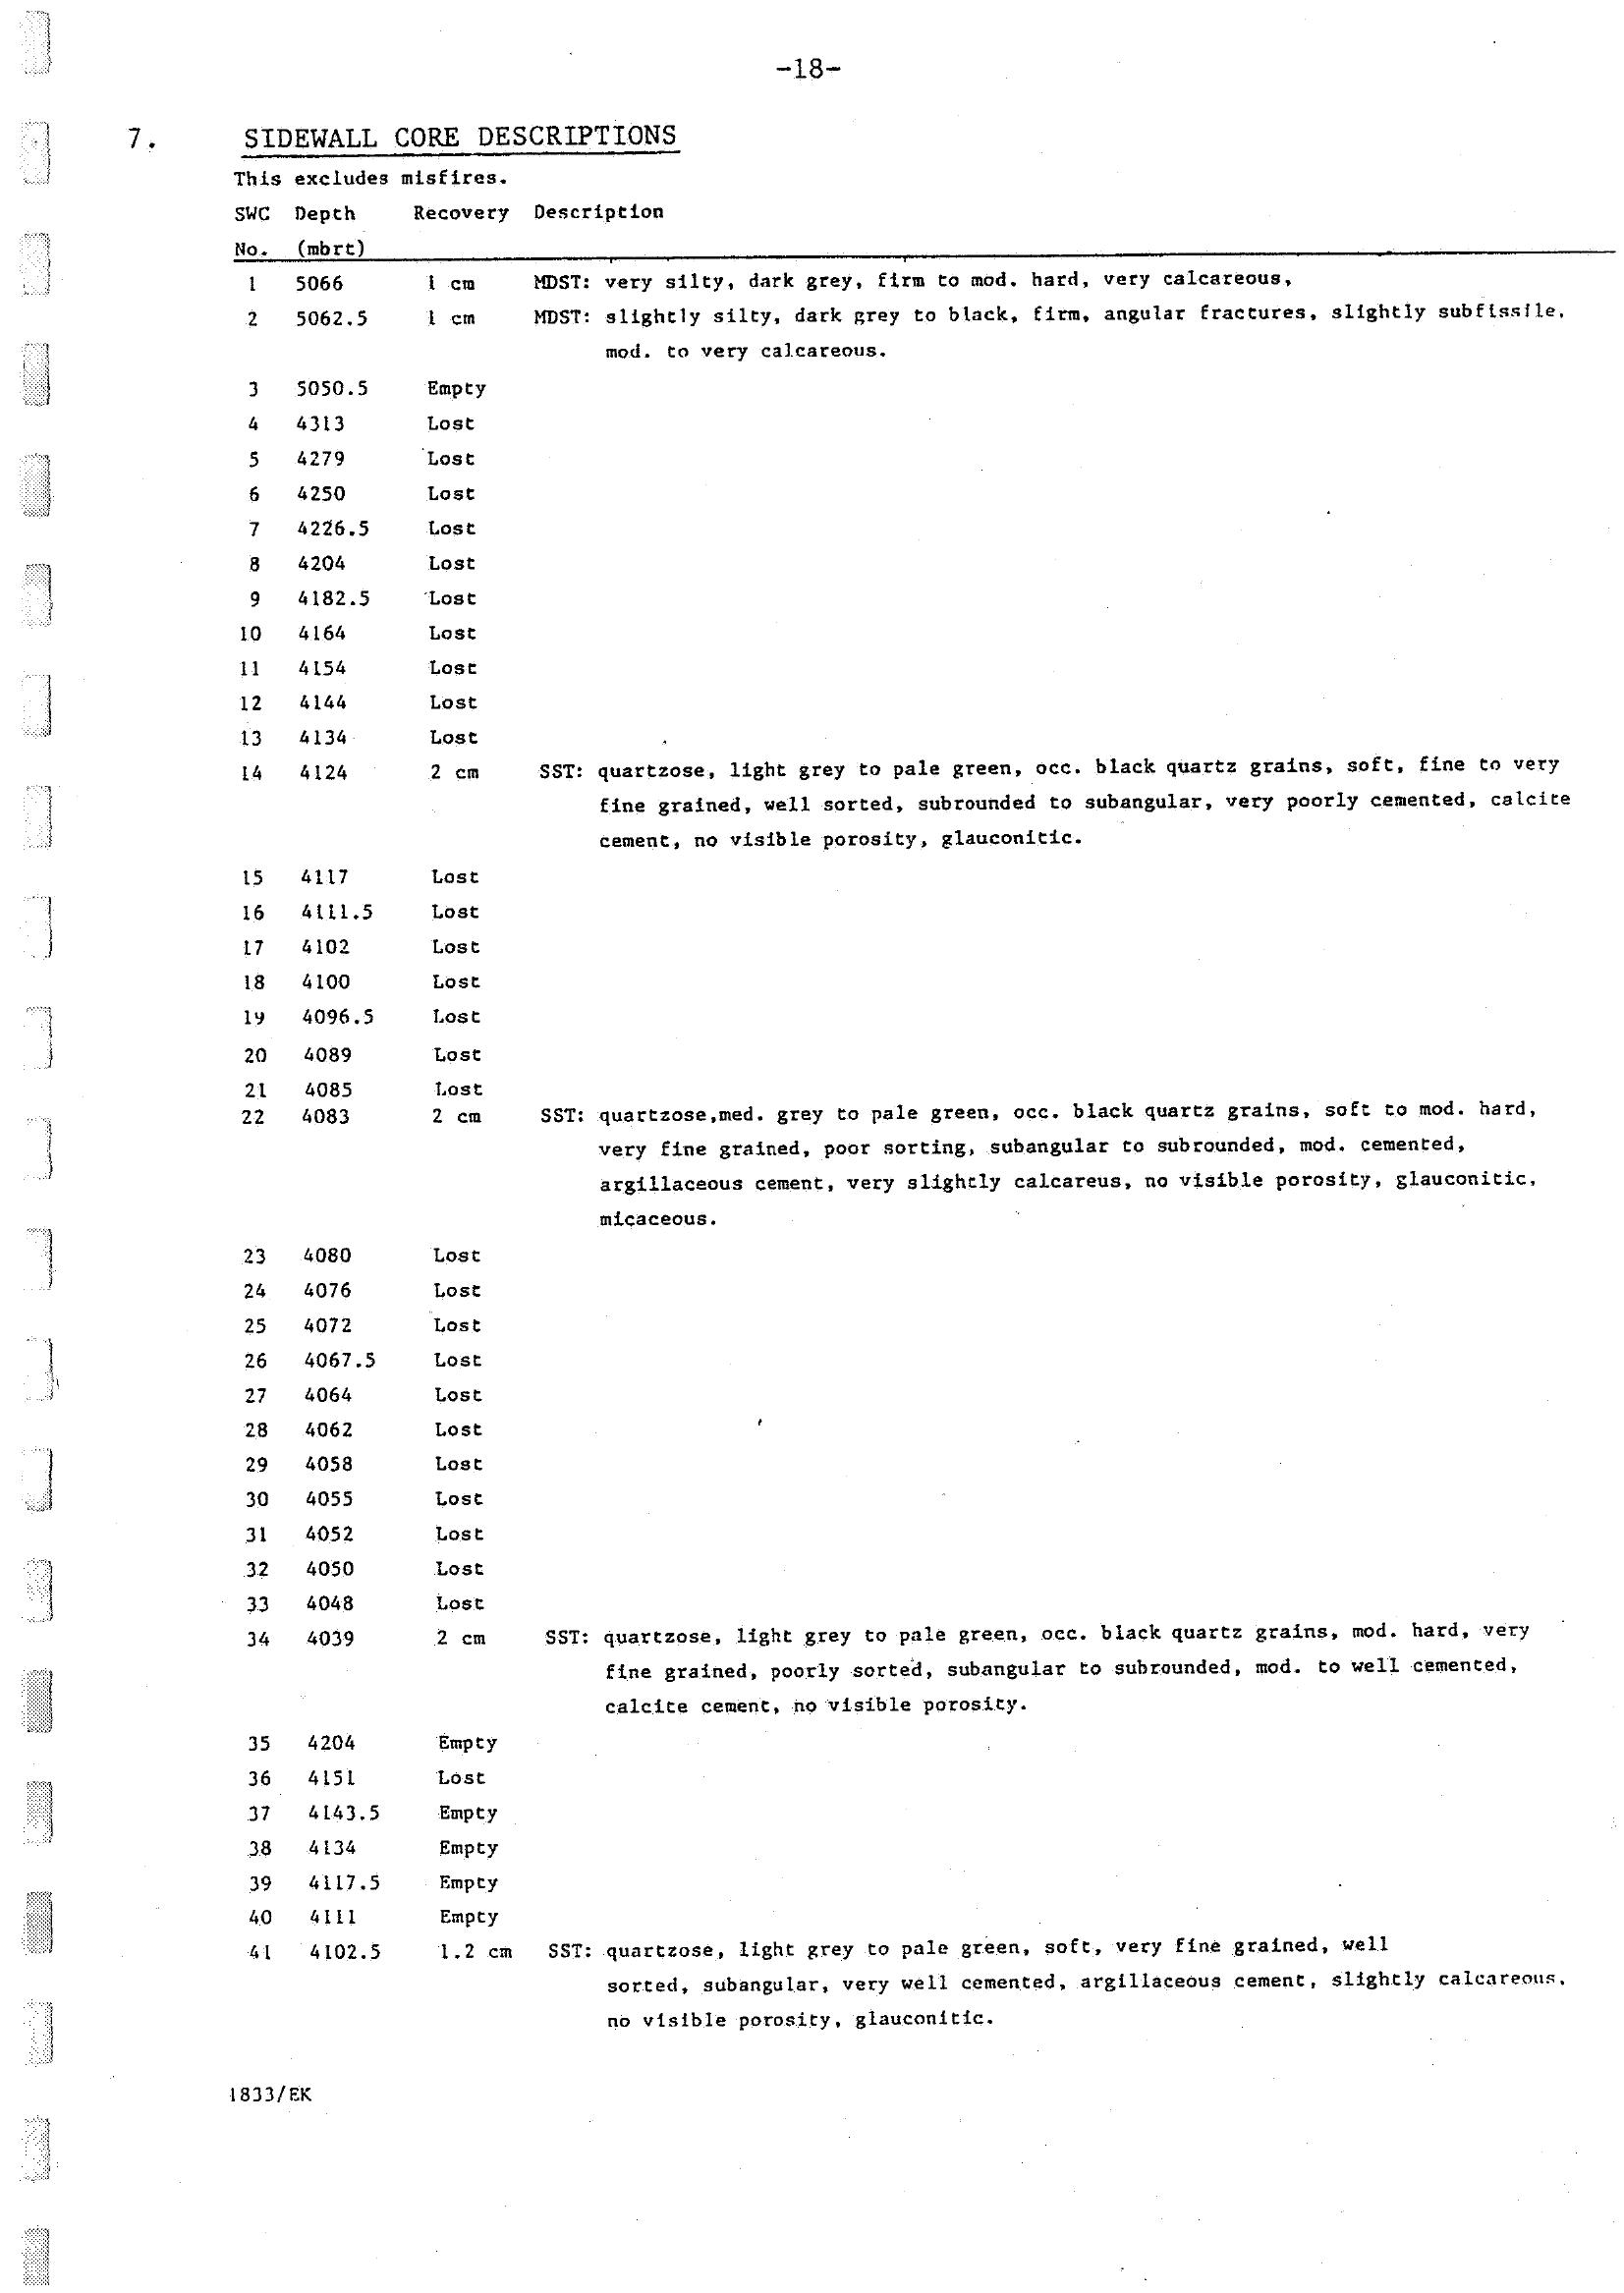 -18-
7. SIDEWALL CORE DESCRIPTIONS
This excludes misfires.
SWC Depth Recovery Description
No. (mbrt)
1 5066 1 cm MDST: very silty, dark grey, firm to mod. hard, very calcareous,
2 5062.5 1 cm MDST: slightly silty, dark grey to black, firm, angular fractures, slightly subfissile,
mod. to very calcareous.
3 5050.5 Empty
4 4313 Lost
5 4279 Lost
6 4250 Lost
7 4226.5 Lost
8 4204 Lost
9 4182.5 Lost
10 4164 Lost
11 4154 Lost
12 4144 Lost
13 4134 Lost
14 4124 2 cm SST: quartzose, light grey to pale green, occ. black quartz grains, soft, fine to very
fine grained, well sorted, subrounded to subangular, very poorly cemented, calcite
cement, no visible porosity, glauconitic.
15 4117 Lost
16 4111.5 Lost
17 4102 Lost
18 4100 Lost
19 4096.5 Lost
20 4089 Lost
21 4085 Lost
22 4083 2 cm SST: quartzose,med. grey to pale green, occ. black quartz grains, soft to mod. hard,
very fine grained, poor sorting, subangular to subrounded, mod. cemented,
argillaceous cement, very slightly calcareus, no visible porosity, glauconitic,
micaceous.
23 4080 Lost
24 4076 Lost
25 4072 Lost
26 4067.5 Lost
27 4064 Lost
28 4062 Lost
29 4058 Lost
30 4055 Lost
31 4052 Lost
32 4050 Lost
33 4048 Lost
34 4039 2 cm SST: quartzose, light grey to pale green, occ. black quartz grains, mod. hard, very
fine grained, poorly sorted, subangular to subrounded, mod. to well cemented,
calcite cement, no visible porosity.
35 4204 Empty
36 4151 Lost
37 4143.5 Empty
38 4134 Empty
39 4117.5 Empty
40 4111 Empty
41 4102.5 1.2 cm SST: quartzose, light grey to pale green, soft, very fine grained, well
sorted, subangular, very well cemented, argillaceous cement, slightly calcareous,
no visible porosity, glauconitic.
1833/EK